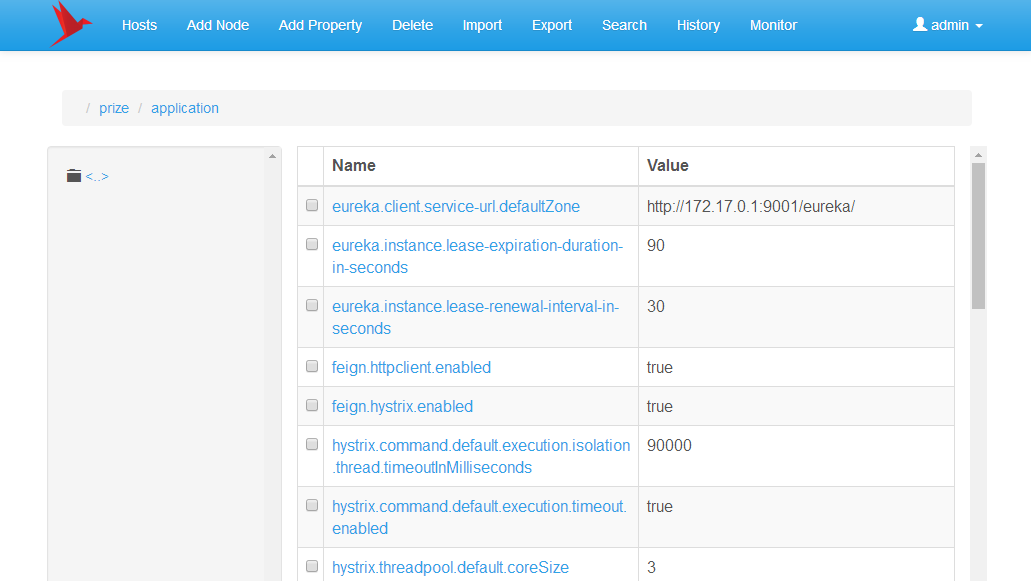 Hosts Add Node Add Property Delete Import Export Search History Monitor admin
/ prize / application
<..>
Name Value
eureka.client.service-url.defaultZone http://172.17.0.1:9001/eureka/
eureka.instance.lease-expiration-duration- 90
in-seconds
eureka.instance.lease-renewal-interval-in- 30
seconds
feign.httpclient.enabled true
feign.hystrix.enabled true
hystrix.command.default.execution.isolation 90000
.thread.timeoutInMilliseconds
hystrix.command.default.execution.timeout. true
enabled
hystrix.threadpool.default.coreSize 3